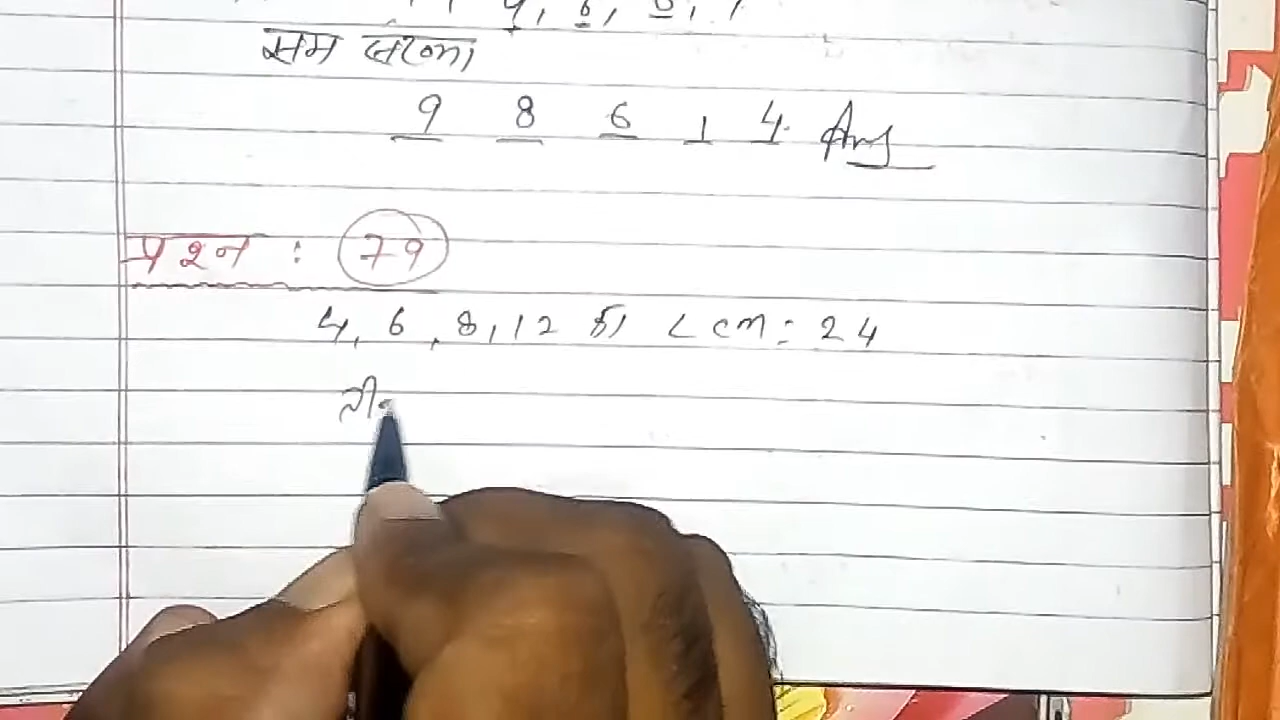 सम संख्या
9 8 6 1 4. Ans
प्रश्न : 79
4, 6, 8, 12 का LCM = 24
ती